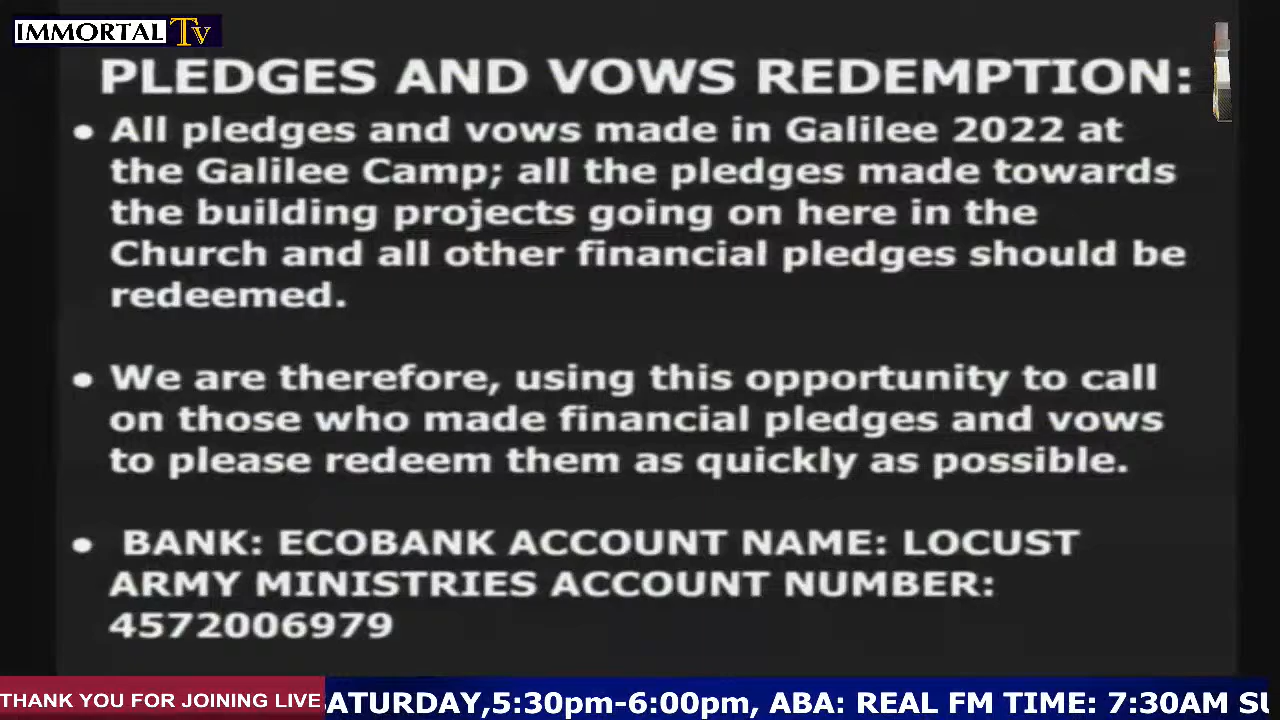 IMMORTAL Tv
PLEDGES AND VOWS REDEMPTION:
● All pledges and vows made in Galilee 2022 at
the Galilee Camp; all the pledges made towards
the building projects going on here in the
Church and all other financial pledges should be
redeemed.
● We are therefore, using this opportunity to call
on those who made financial pledges and vows
to please redeem them as quickly as possible.
● BANK: ECOBANK ACCOUNT NAME: LOCUST
ARMY MINISTRIES ACCOUNT NUMBER:
4572006979
THANK YOU FOR JOINING LIVE
SATURDAY,5:30pm-6:00pm, ABA: REAL FM TIME: 7:30AM